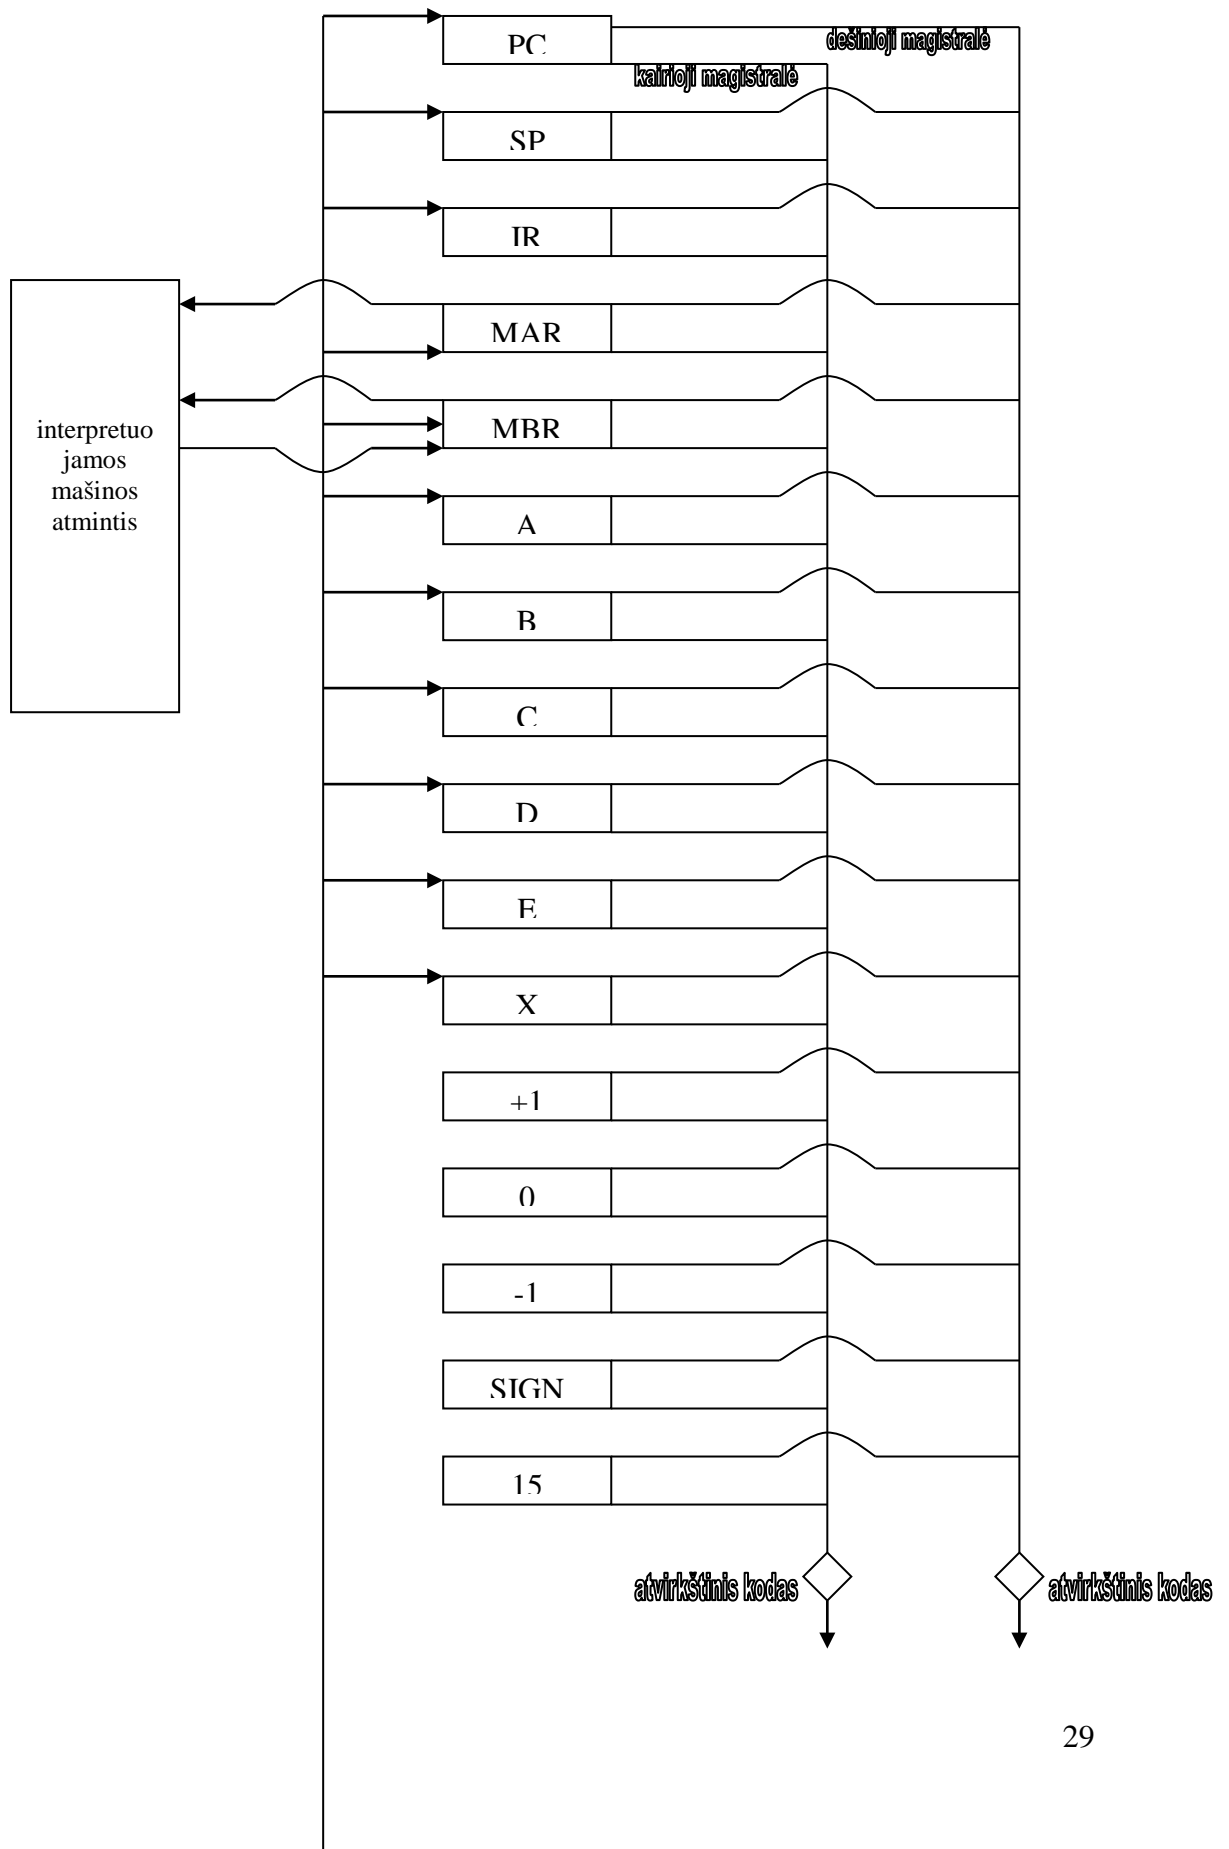 PC
dešinioji magistralė
kairioji magistralė
SP
IR
MAR
MBR
interpretuo
jamos
mašinos
atmintis
A
B
C
D
E
X
+1
0
-1
SIGN
15
atvirkštinis kodas
atvirkštinis kodas
29